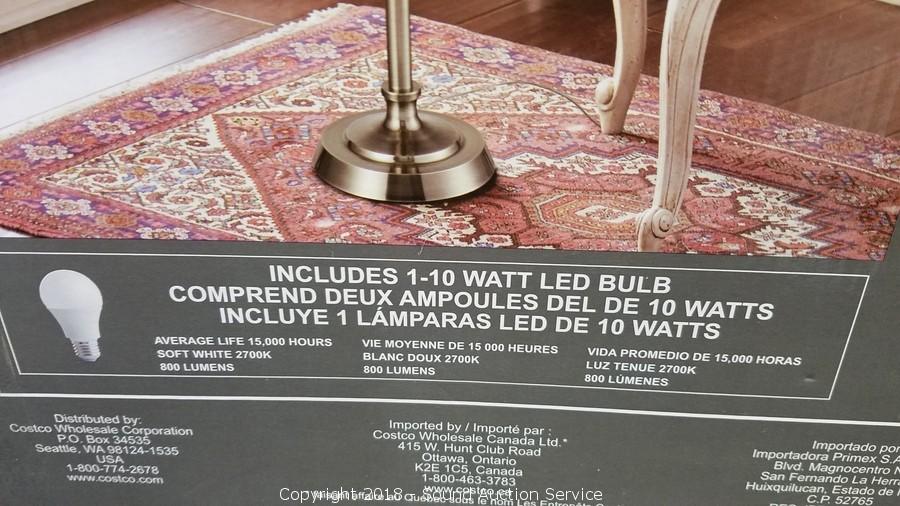 INCLUDES 1-10 WATT LED BULB
COMPREND DEUX AMPOULES DEL DE 10 WATTS
INCLUYE 1 LÁMPARAS LED DE 10 WATTS
AVERAGE LIFE 15,000 HOURS
SOFT WHITE 2700K
800 LUMENS
VIE MOYENNE DE 15 000 HEURES
BLANC DOUX 2700K
800 LUMENS
VIDA PROMEDIO DE 15,000 HORAS
LUZ TENUE 2700K
800 LÚMENES
Distributed by:
Costco Wholesale Corporation
P.O. Box 34535
Seattle, WA 98124-1535
USA
1-800-774-2678
www.costco.com
Imported by / Importé par :
Costco Wholesale Canada Ltd.*
415 W. Hunt Club Road
Ottawa, Ontario
K2E 1C5, Canada
1-800-463-3783
www.costco.ca
Importado por
Importadora Primex S.A
Blvd. Magnocentro
San Fernando La Herra
Huixquilucan, Estado de
C.P. 52765
Copyright 2018 - Council Auction Service